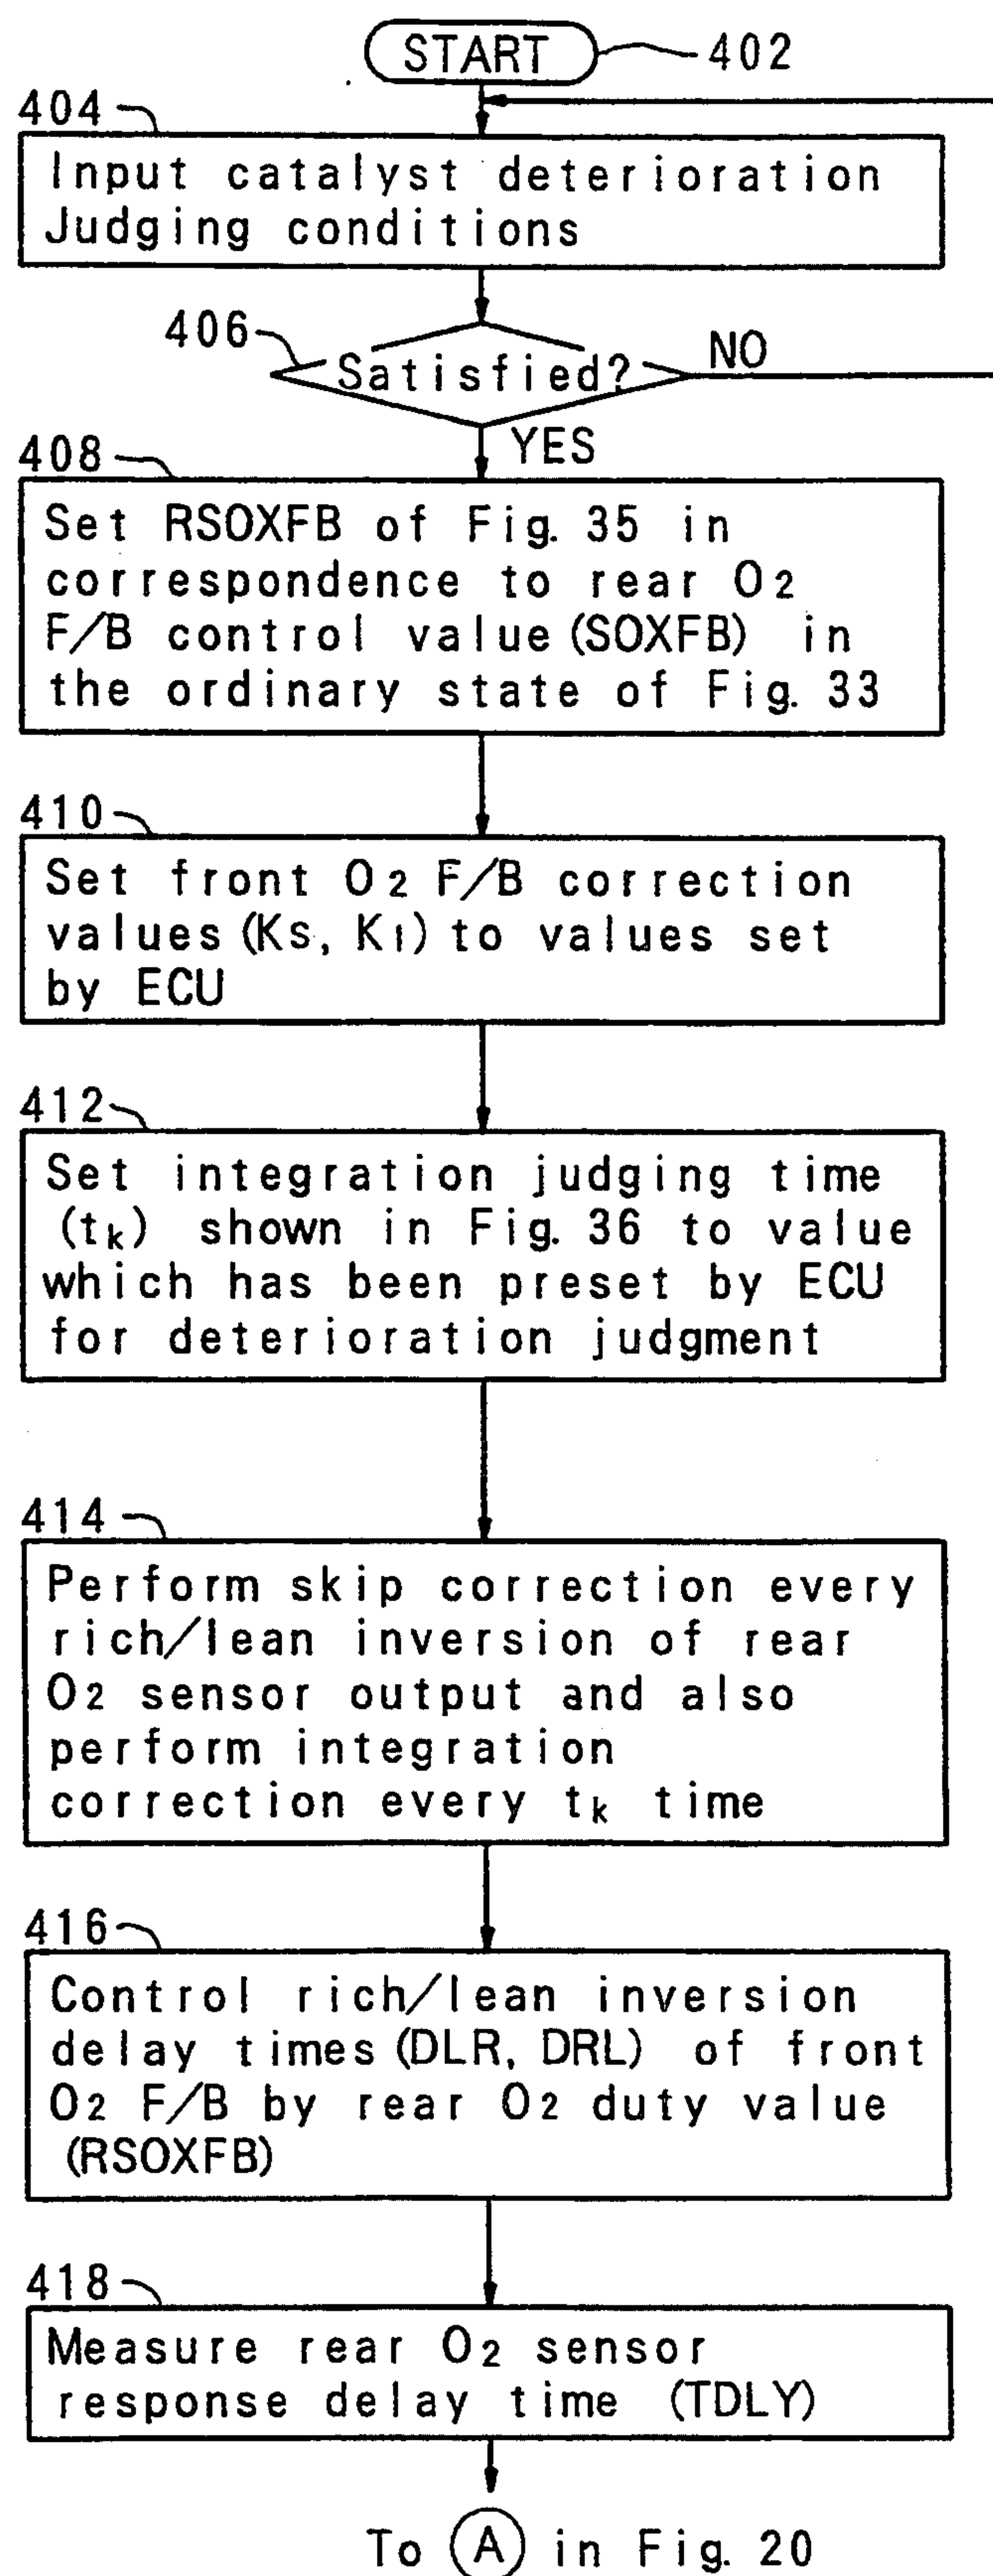 START
402
404
Input catalyst deterioration
Judging conditions
406
Satisfied?
NO
YES
408
Set RSOXFB of Fig. 35 in
correspondence to rear O2
F/B control value (SOXFB) in
the ordinary state of Fig. 33
410
Set front O2 F/B correction
values (Ks, KI) to values set
by ECU
412
Set integration judging time
(tk) shown in Fig. 36 to value
which has been preset by ECU
for deterioration judgment
414
Perform skip correction every
rich/lean inversion of rear
O2 sensor output and also
perform integration
correction every tk time
416
Control rich/lean inversion
delay times (DLR, DRL) of front
O2 F/B by rear O2 duty value
(RSOXFB)
418
Measure rear O2 sensor
response delay time (TDLY)
To A in Fig. 20